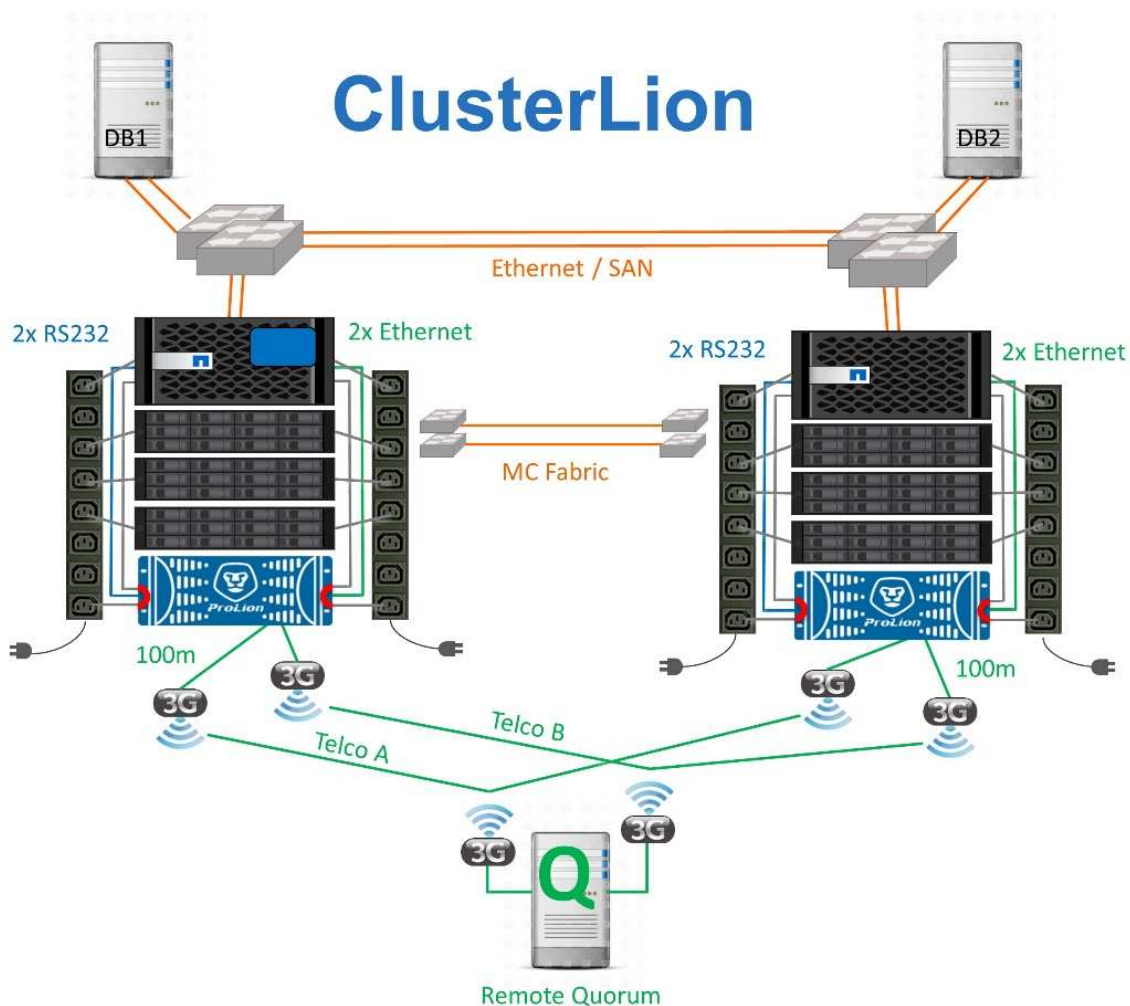 ClusterLion
DB1
DB2
Ethernet / SAN
2x RS232
2x Ethernet
2x RS232
2x Ethernet
MC Fabric
ProLion
ProLion
100m
100m
3G
3G
3G
3G
Telco A
Telco B
3G
3G
Q
Remote Quorum